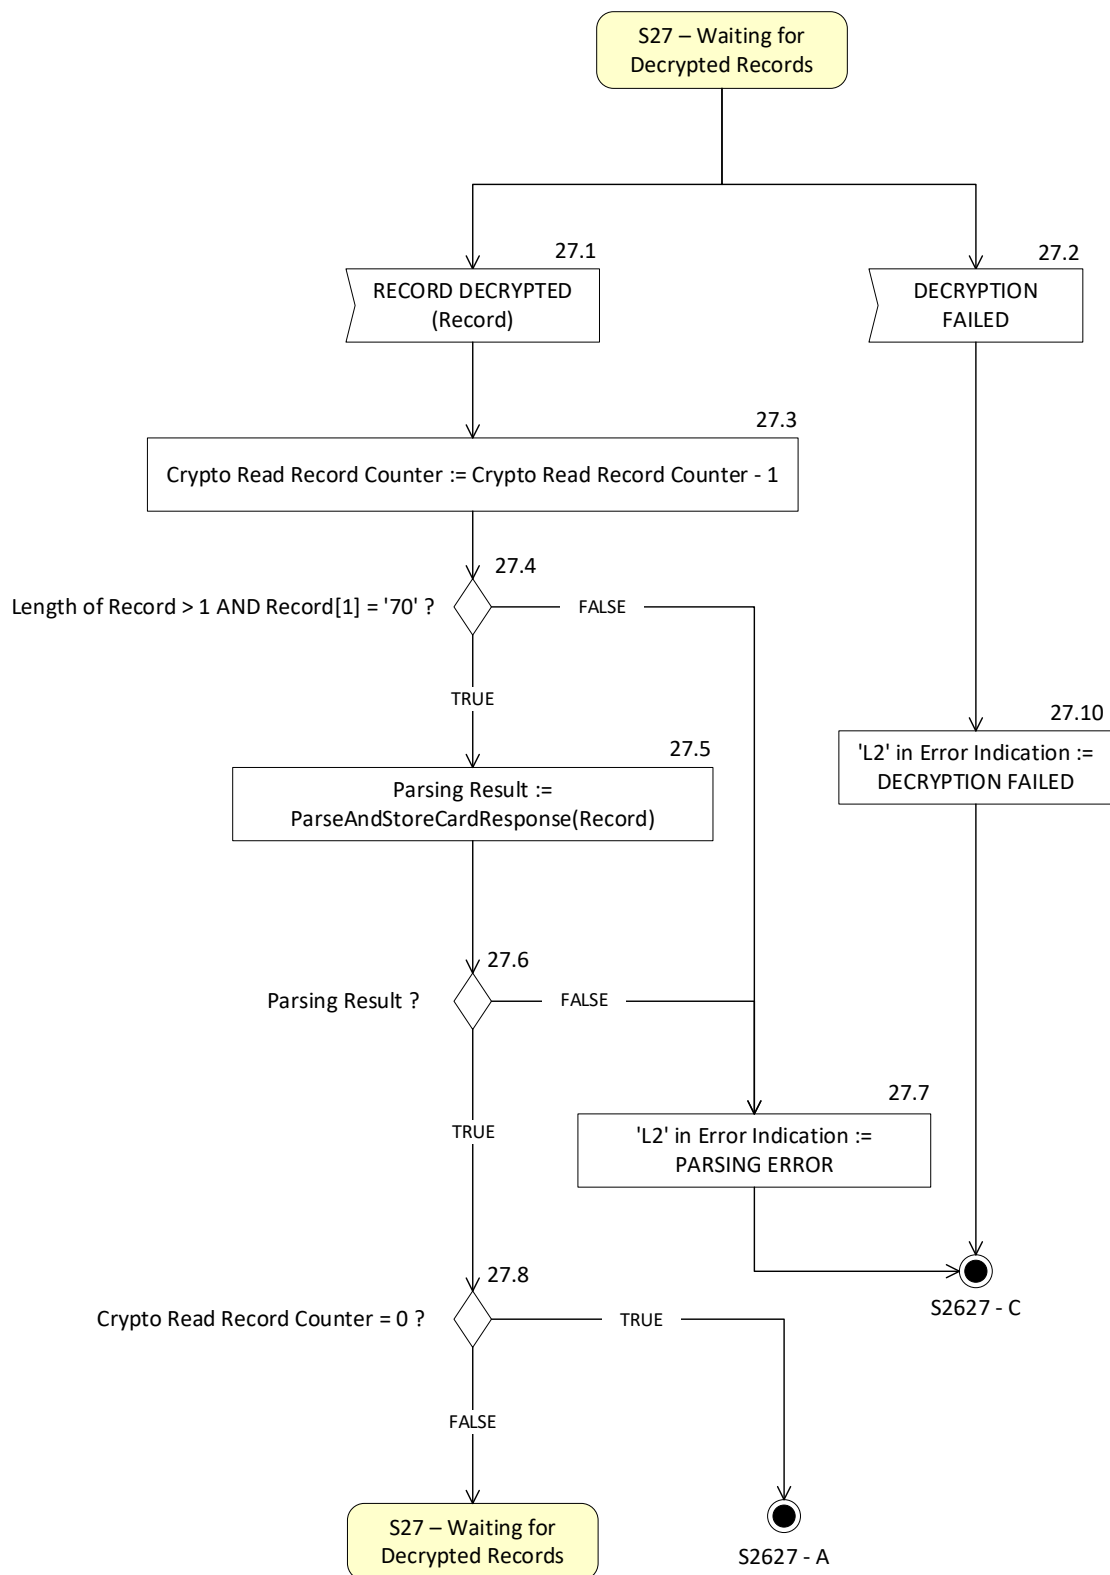 S27 – Waiting for
Decrypted Records
27.1
RECORD DECRYPTED
(Record)
27.2
DECRYPTION
FAILED
27.3
Crypto Read Record Counter := Crypto Read Record Counter - 1
27.4
Length of Record > 1 AND Record[1] = '70' ?
FALSE
TRUE
27.5
Parsing Result :=
ParseAndStoreCardResponse(Record)
27.10
'L2' in Error Indication :=
DECRYPTION FAILED
27.6
Parsing Result ?
FALSE
TRUE
27.7
'L2' in Error Indication :=
PARSING ERROR
S2627 - C
27.8
Crypto Read Record Counter = 0 ?
TRUE
FALSE
S27 – Waiting for
Decrypted Records
S2627 - A